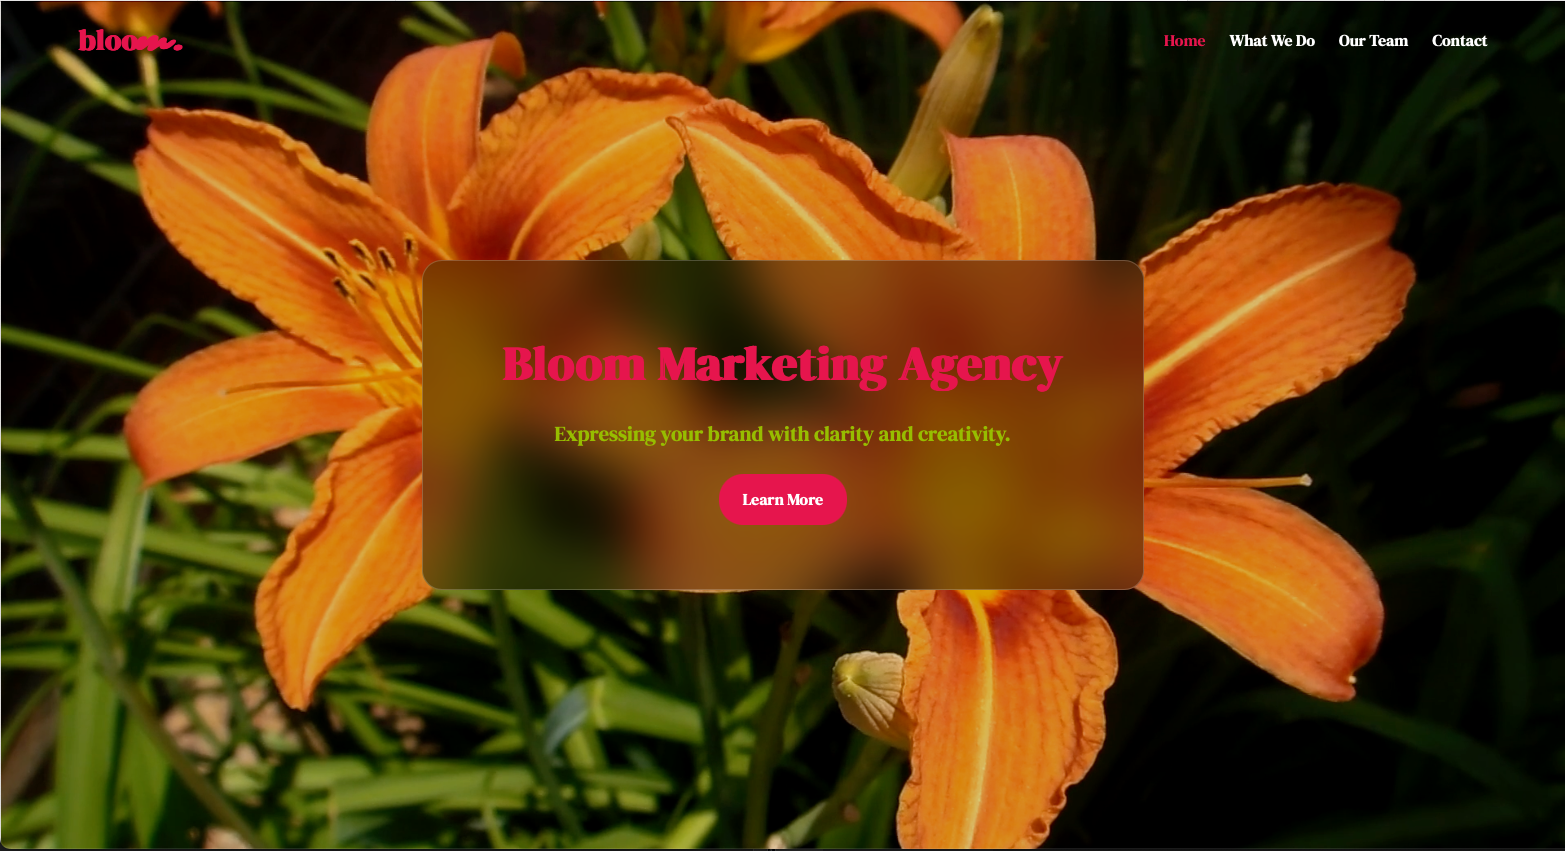 bloom.
Home What We Do Our Team Contact
Bloom Marketing Agency
Expressing your brand with clarity and creativity.
Learn More